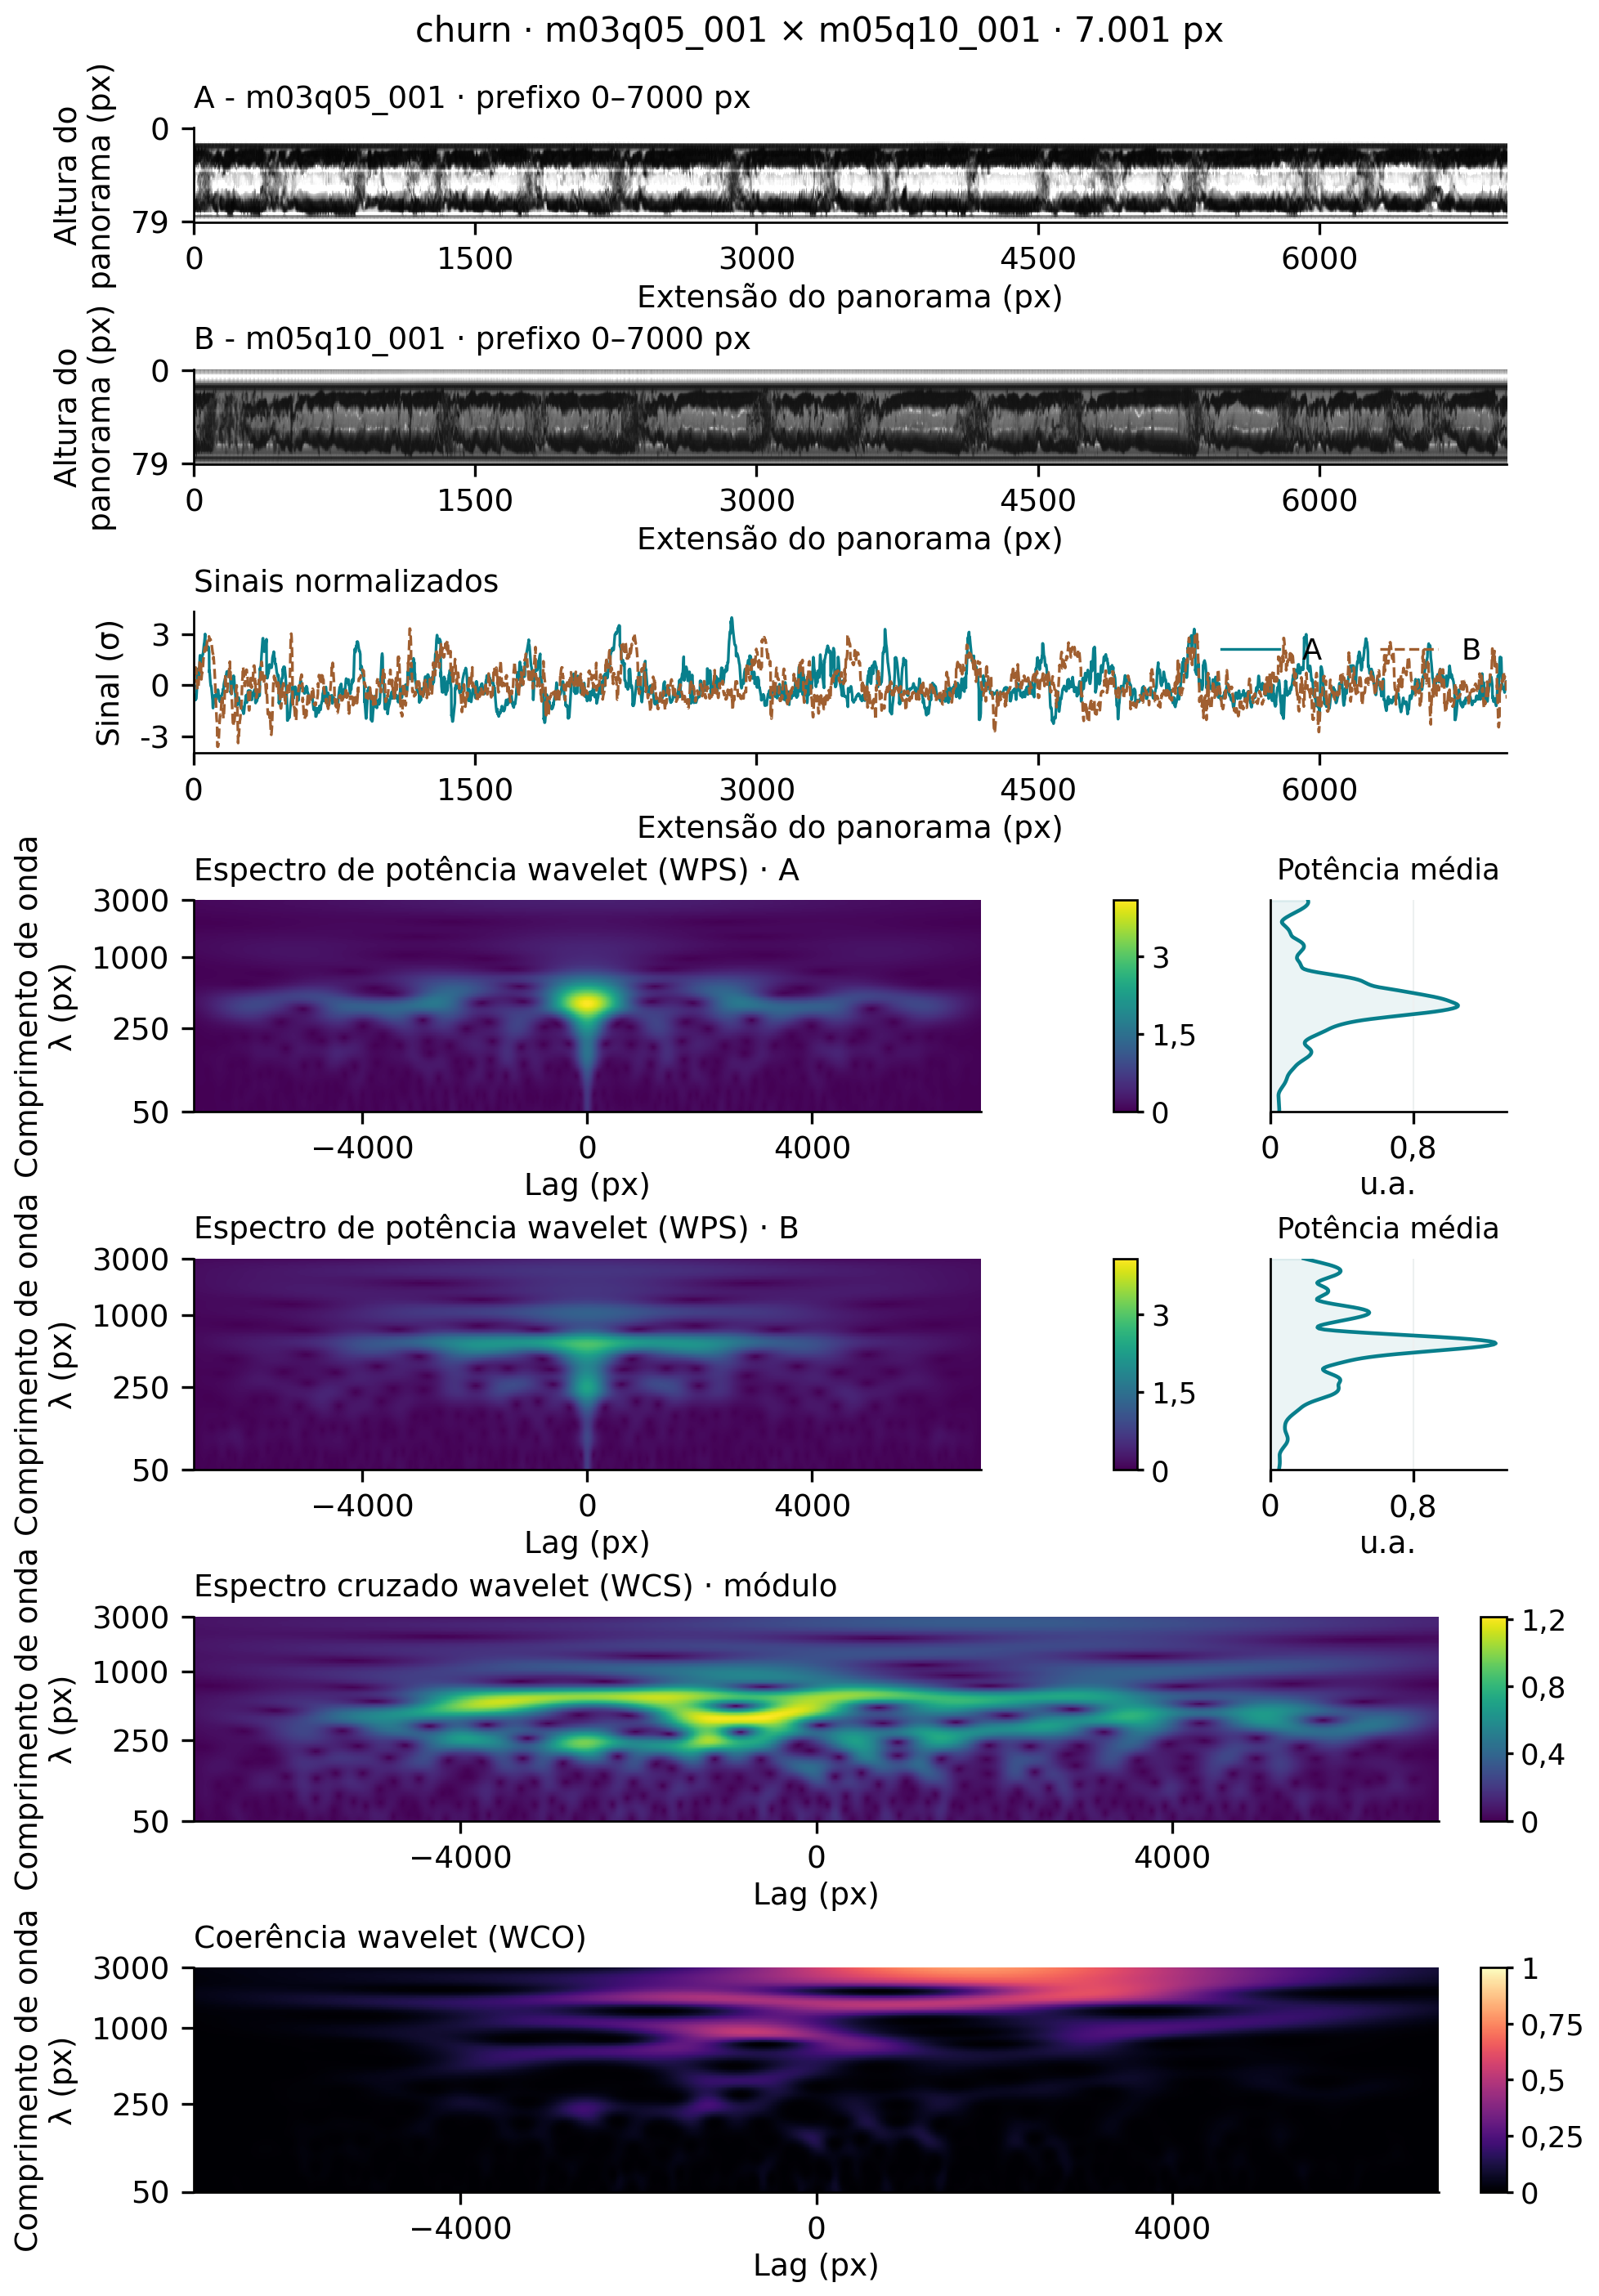 churn · m03q05_001 × m05q10_001 · 7.001 px
A - m03q05_001 · prefixo 0–7000 px
Altura do
panorama (px)
0
79
0 1500 3000 4500 6000
Extensão do panorama (px)
B - m05q10_001 · prefixo 0–7000 px
Altura do
panorama (px)
0
79
0 1500 3000 4500 6000
Extensão do panorama (px)
Sinais normalizados
Sinal (σ)
3
0
-3
A B
0 1500 3000 4500 6000
Extensão do panorama (px)
Espectro de potência wavelet (WPS) · A
Comprimento de onda
λ (px)
3000
1000
250
50
−4000 0 4000
Lag (px)
3
1,5
0
Potência média
0 0,8
u.a.
Espectro de potência wavelet (WPS) · B
Comprimento de onda
λ (px)
3000
1000
250
50
−4000 0 4000
Lag (px)
3
1,5
0
Potência média
0 0,8
u.a.
Espectro cruzado wavelet (WCS) · módulo
Comprimento de onda
λ (px)
3000
1000
250
50
−4000 0 4000
Lag (px)
1,2
0,8
0,4
0
Coerência wavelet (WCO)
Comprimento de onda
λ (px)
3000
1000
250
50
−4000 0 4000
Lag (px)
1
0,75
0,5
0,25
0